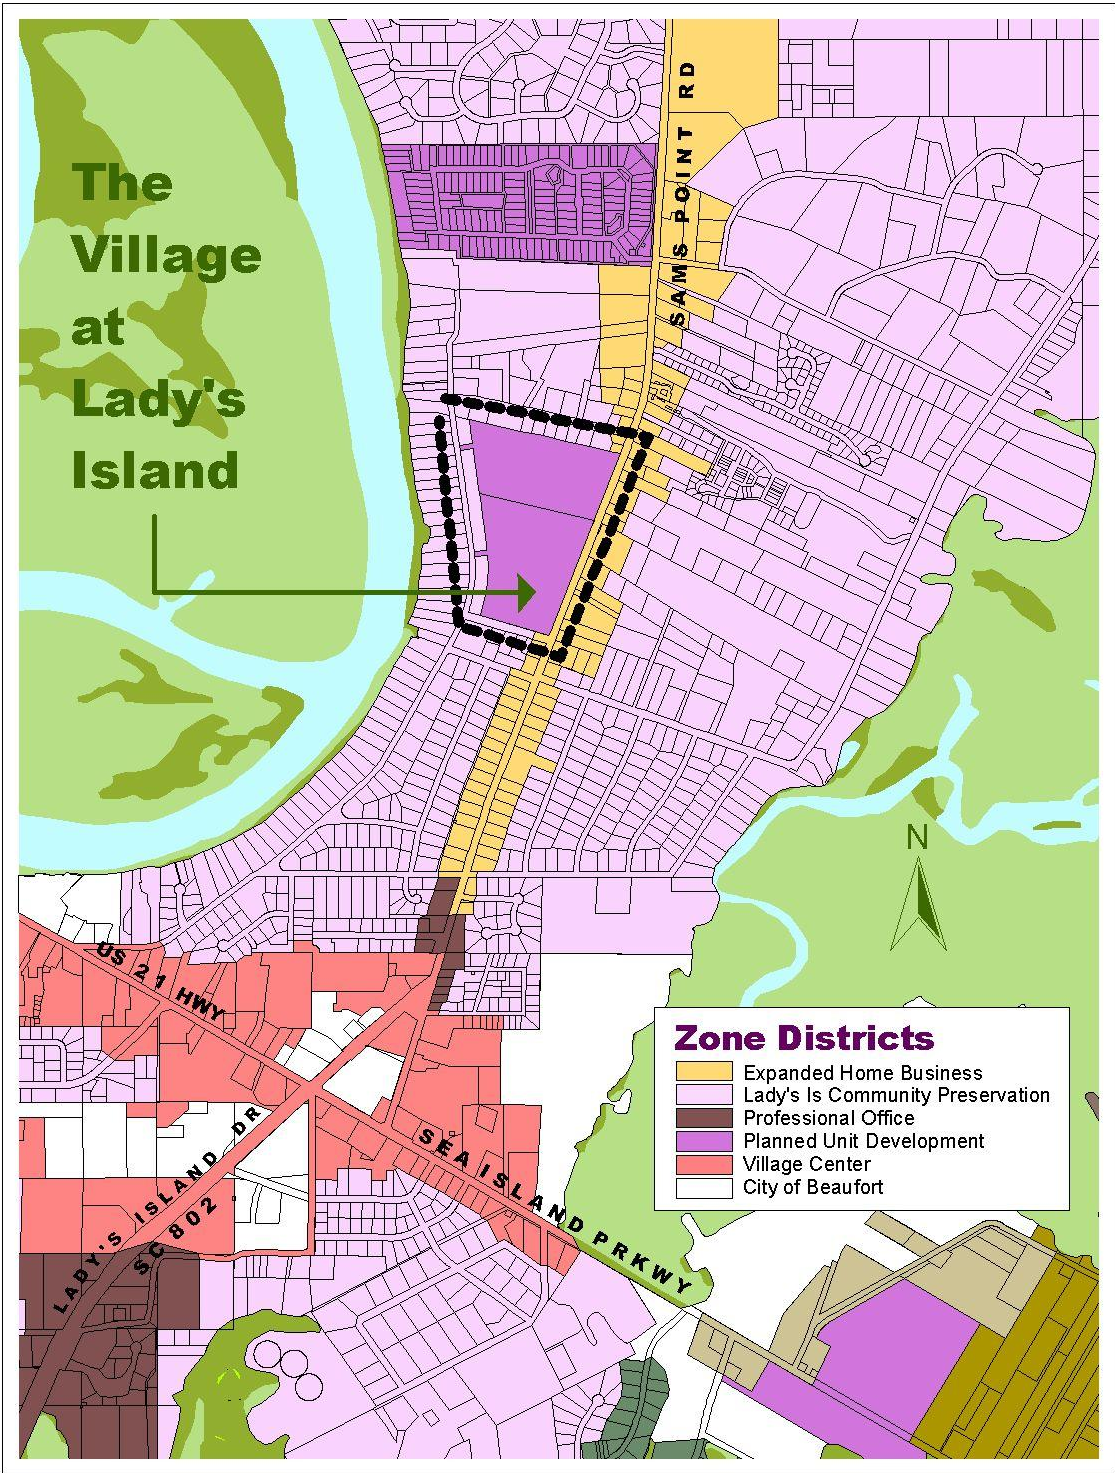 The
Village
at
Lady's
Island
SAMS POINT RD
N
US 21 HWY
LADY'S ISLAND DR
SC 802
SEA ISLAND PRKWY
Zone Districts
Expanded Home Business
Lady's Is Community Preservation
Professional Office
Planned Unit Development
Village Center
City of Beaufort